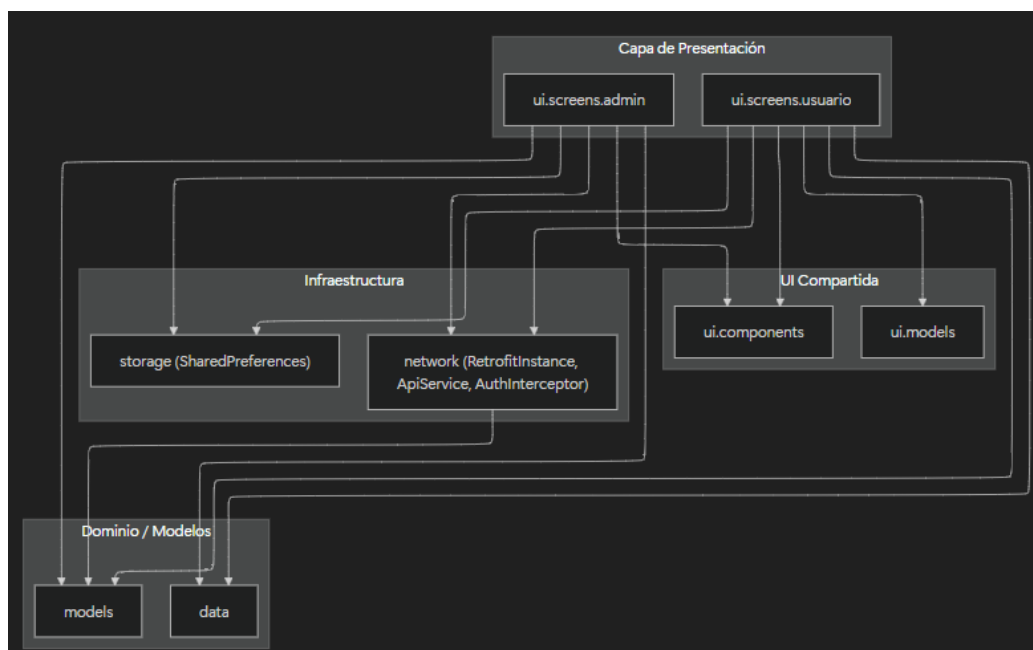 Capa de Presentación
ui.screens.admin
ui.screens.usuario
Infraestructura
UI Compartida
storage (SharedPreferences)
network (RetrofitInstance,
ApiService, AuthInterceptor)
ui.components
ui.models
Dominio / Modelos
models
data